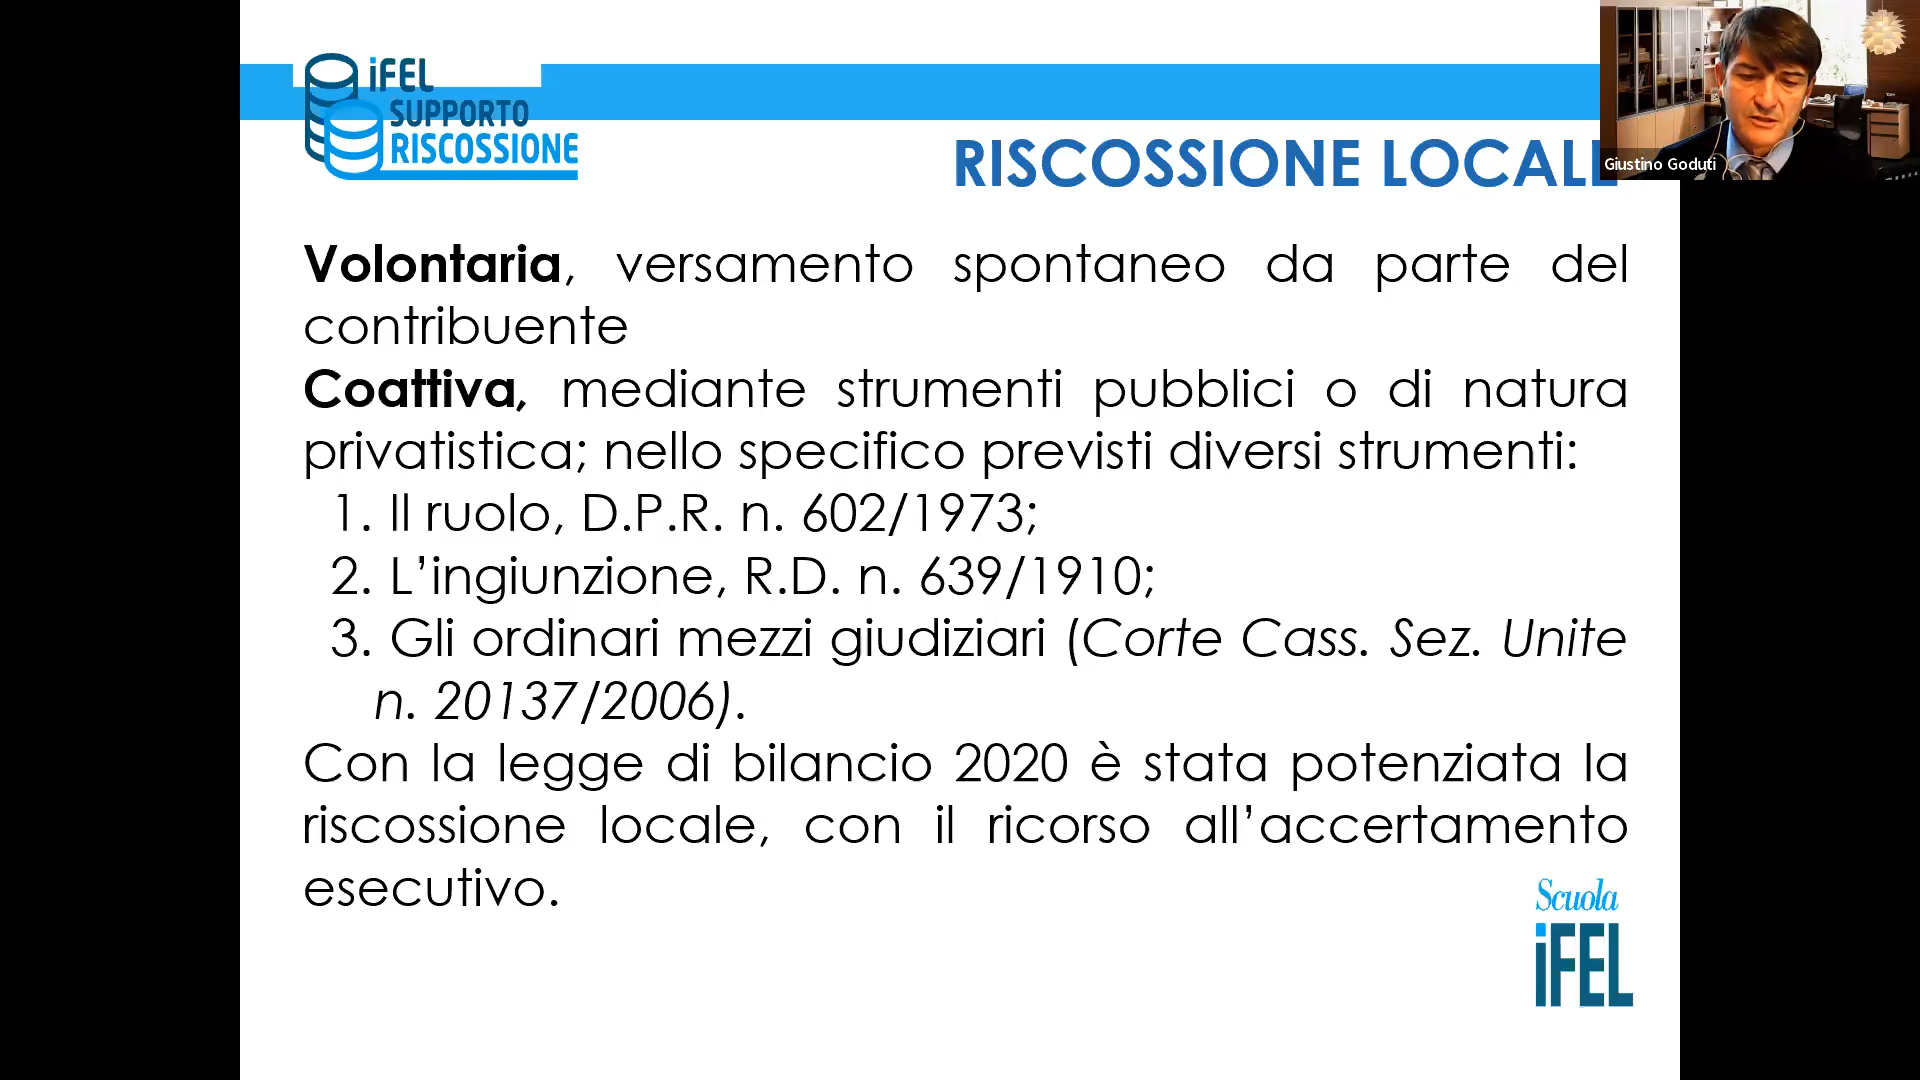 iFEL
SUPPORTO
RISCOSSIONE
RISCOSSIONE LOCALE
Giustino Goduti
Volontaria, versamento spontaneo da parte del
contribuente
Coattiva, mediante strumenti pubblici o di natura
privatistica; nello specifico previsti diversi strumenti:
1. Il ruolo, D.P.R. n. 602/1973;
2. L’ingiunzione, R.D. n. 639/1910;
3. Gli ordinari mezzi giudiziari (Corte Cass. Sez. Unite
n. 20137/2006).
Con la legge di bilancio 2020 è stata potenziata la
riscossione locale, con il ricorso all’accertamento
esecutivo.
Scuola
iFEL